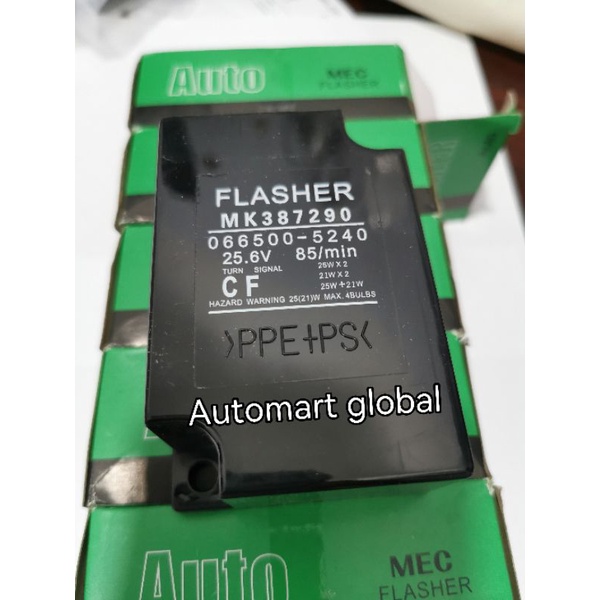 Auto
MEC
FLASHER
FLASHER
MK387290
066500-5240
25.6V 85/min
TURN SIGNAL 25W X 2
21W X 2
CF 25W+21W
HAZARD WARNING 25(21)W MAX. 4BULBS
>PPE+PS<
Automart global
Auto
MEC
FLASHER